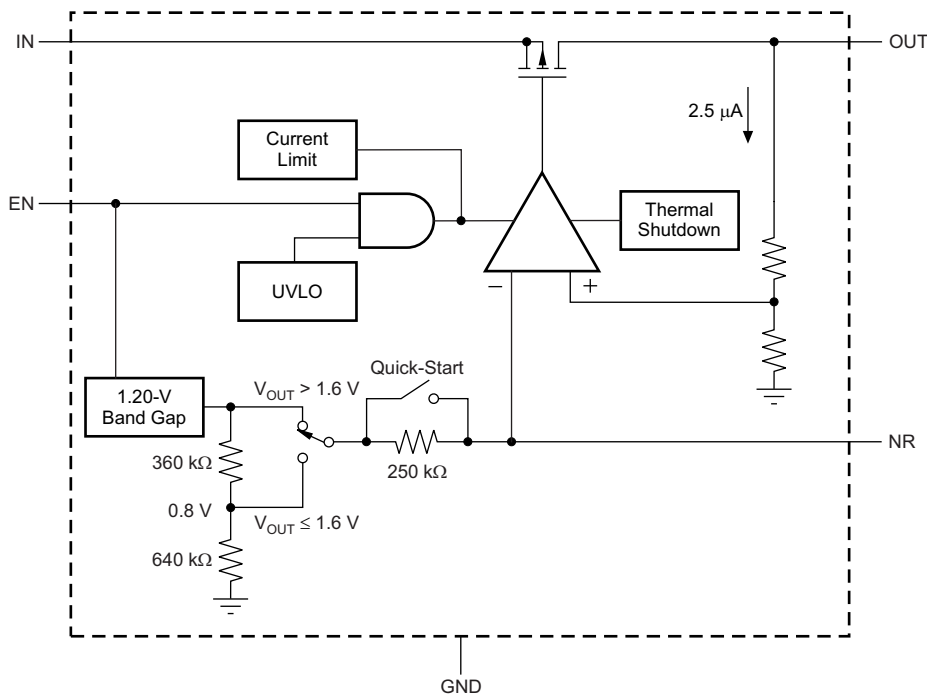 IN
OUT
2.5 μA
Current
Limit
EN
Thermal
Shutdown
UVLO
−
+
Quick-Start
1.20-V
Band Gap
V_OUT > 1.6 V
NR
360 kΩ
250 kΩ
0.8 V
V_OUT ≤ 1.6 V
640 kΩ
GND